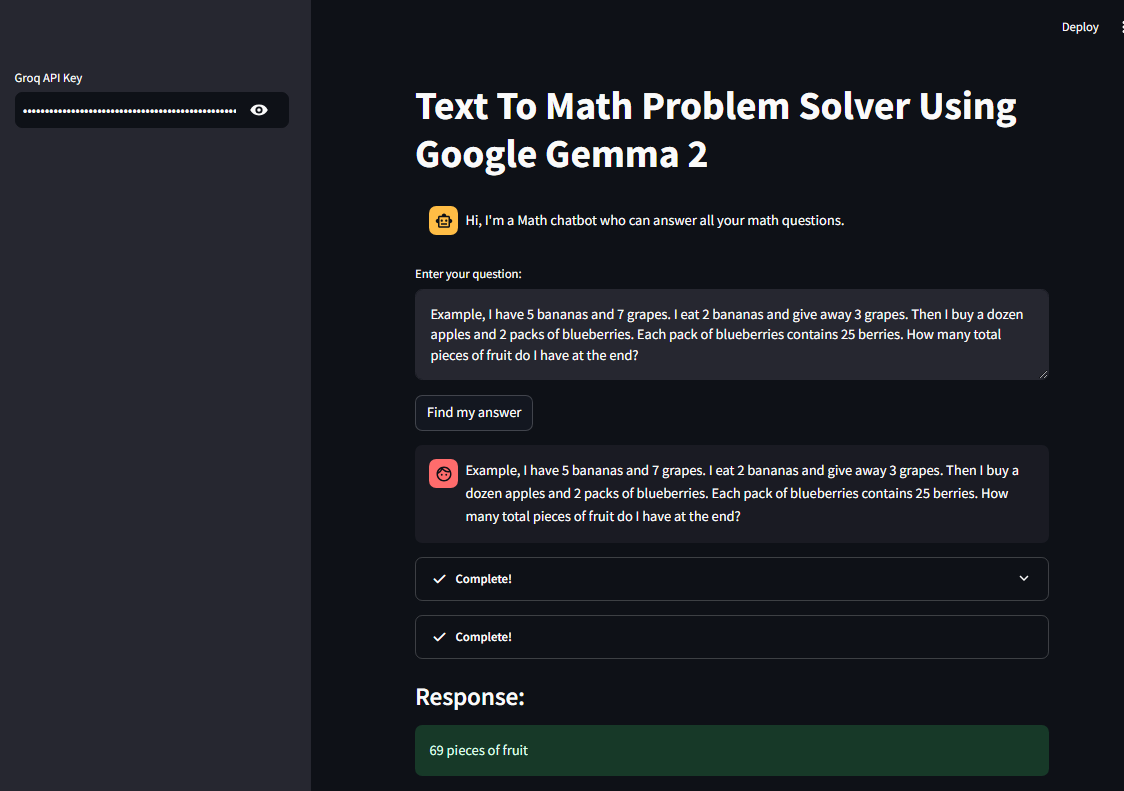 Deploy
Groq API Key
Text To Math Problem Solver Using
Google Gemma 2
Hi, I'm a Math chatbot who can answer all your math questions.
Enter your question:
Example, I have 5 bananas and 7 grapes. I eat 2 bananas and give away 3 grapes. Then I buy a dozen
apples and 2 packs of blueberries. Each pack of blueberries contains 25 berries. How many total
pieces of fruit do I have at the end?
Find my answer
Example, I have 5 bananas and 7 grapes. I eat 2 bananas and give away 3 grapes. Then I buy a
dozen apples and 2 packs of blueberries. Each pack of blueberries contains 25 berries. How
many total pieces of fruit do I have at the end?
Complete!
Complete!
Response:
69 pieces of fruit